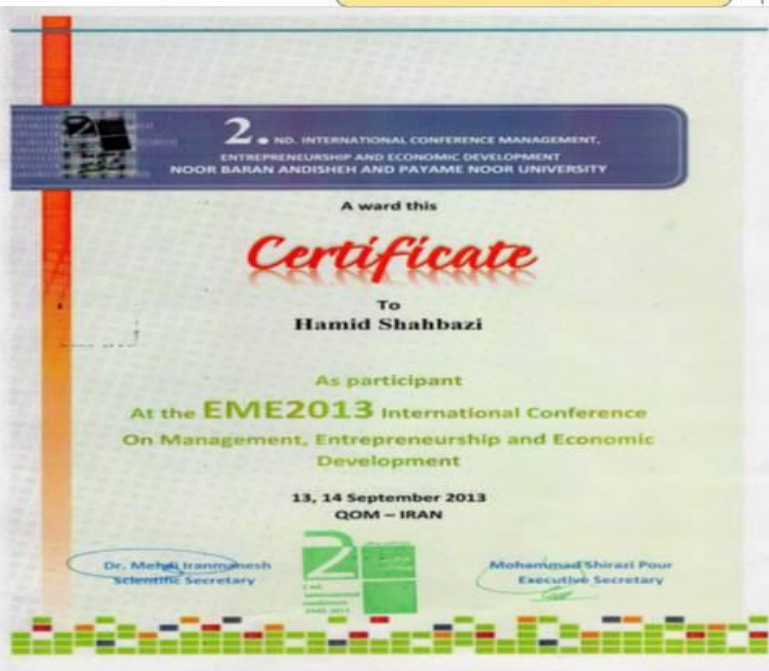 2. ND. INTERNATIONAL CONFERENCE MANAGEMENT,
ENTREPRENEURSHIP AND ECONOMIC DEVELOPMENT
NOOR BARAN ANDISHEH AND PAYAME NOOR UNIVERSITY
A ward this
Certificate
To
Hamid Shahbazi
As participant
At the EME2013 International Conference
On Management, Entrepreneurship and Economic
Development
13, 14 September 2013
QOM – IRAN
Dr. Mehdi Iranmanesh
Scientific Secretary
Mohammad Shirazi Pour
Executive Secretary
2